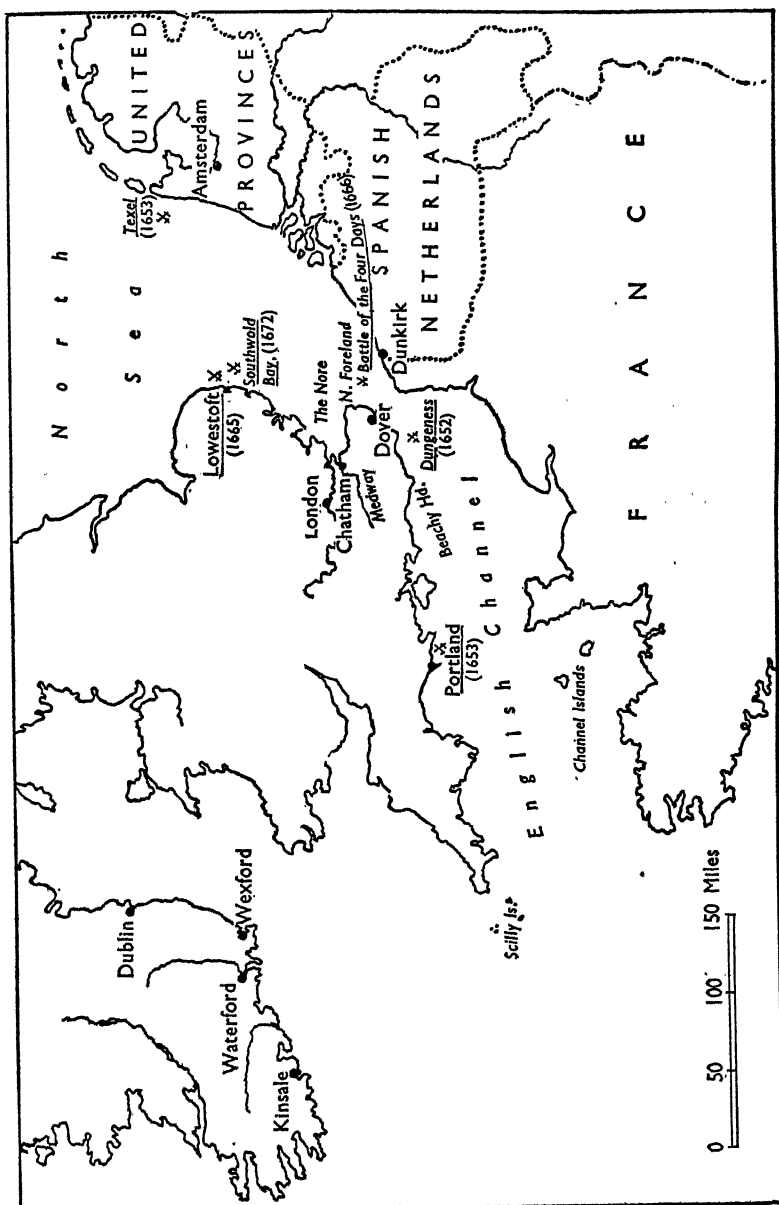 North
Sea
UNITED
PROVINCES
Amsterdam
Texel
(1653)
SPANISH
NETHERLANDS
Lowestoft
(1665)
Southwold
Bay, (1672)
The Nore
N. Foreland
Battle of the Four Days (1666)
Dunkirk
London
Chatham
Medway
Dover
Dungeness
(1652)
Beachy Hd.
English Channel
Portland
(1653)
Channel Islands
FRANCE
Dublin
Wexford
Waterford
Kinsale
Scilly Is.
0 50 100 150 Miles